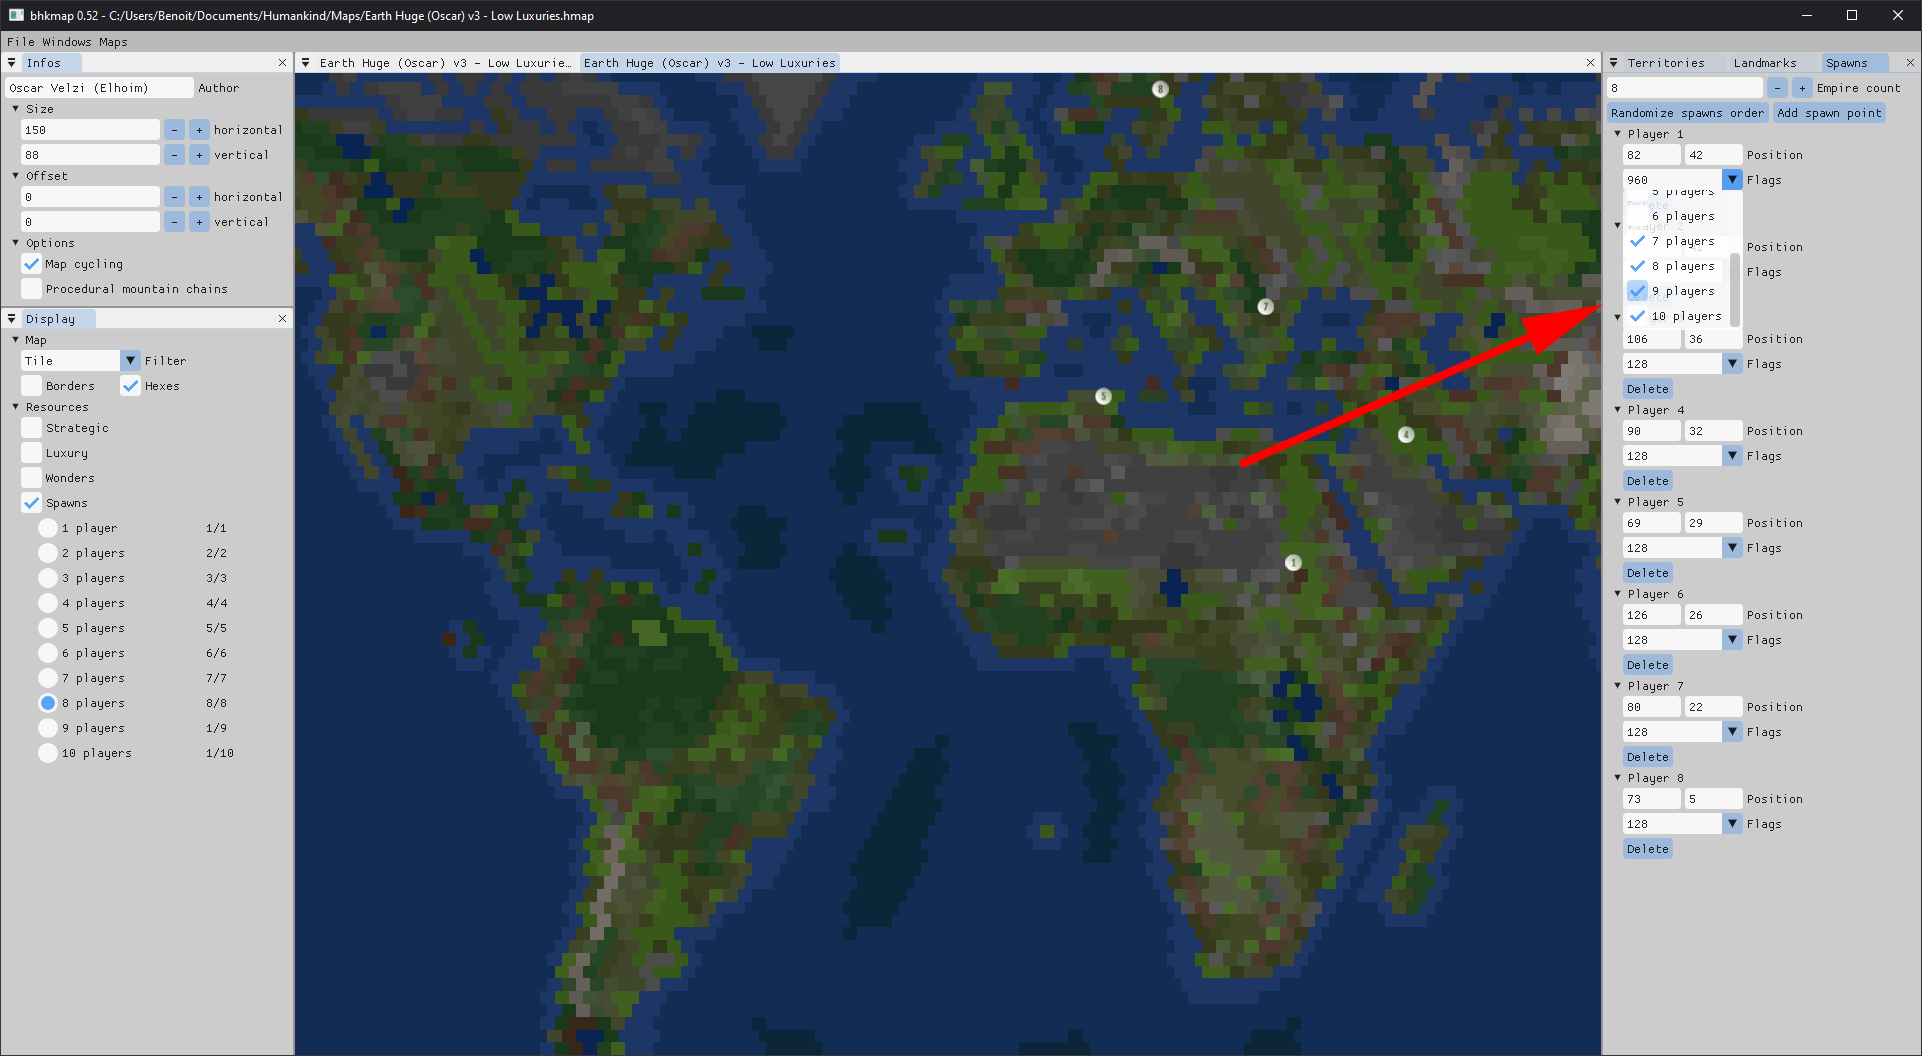 bhkmap 0.52 - C:/Users/Benoit/Documents/Humankind/Maps/Earth Huge (Oscar) v3 - Low Luxuries.hmap
File Windows Maps
Infos
Oscar Velzi (Elhoim) Author
Size
150 - + horizontal
88 - + vertical
Offset
0 - + horizontal
0 - + vertical
Options
Map cycling
Procedural mountain chains
Display
Map
Tile Filter
Borders Hexes
Resources
Strategic
Luxury
Wonders
Spawns
1 player 1/1
2 players 2/2
3 players 3/3
4 players 4/4
5 players 5/5
6 players 6/6
7 players 7/7
8 players 8/8
9 players 1/9
10 players 1/10
Earth Huge (Oscar) v3 - Low Luxurie... Earth Huge (Oscar) v3 - Low Luxuries
8
7
5
4
1
Territories Landmarks Spawns
8 - + Empire count
Randomize spawns order Add spawn point
Player 1
82 42 Position
960 Flags
5 players
6 players
7 players Position
8 players Flags
9 players
10 players
106 36 Position
128 Flags
Delete
Player 4
90 32 Position
128 Flags
Delete
Player 5
69 29 Position
128 Flags
Delete
Player 6
126 26 Position
128 Flags
Delete
Player 7
80 22 Position
128 Flags
Delete
Player 8
73 5 Position
128 Flags
Delete